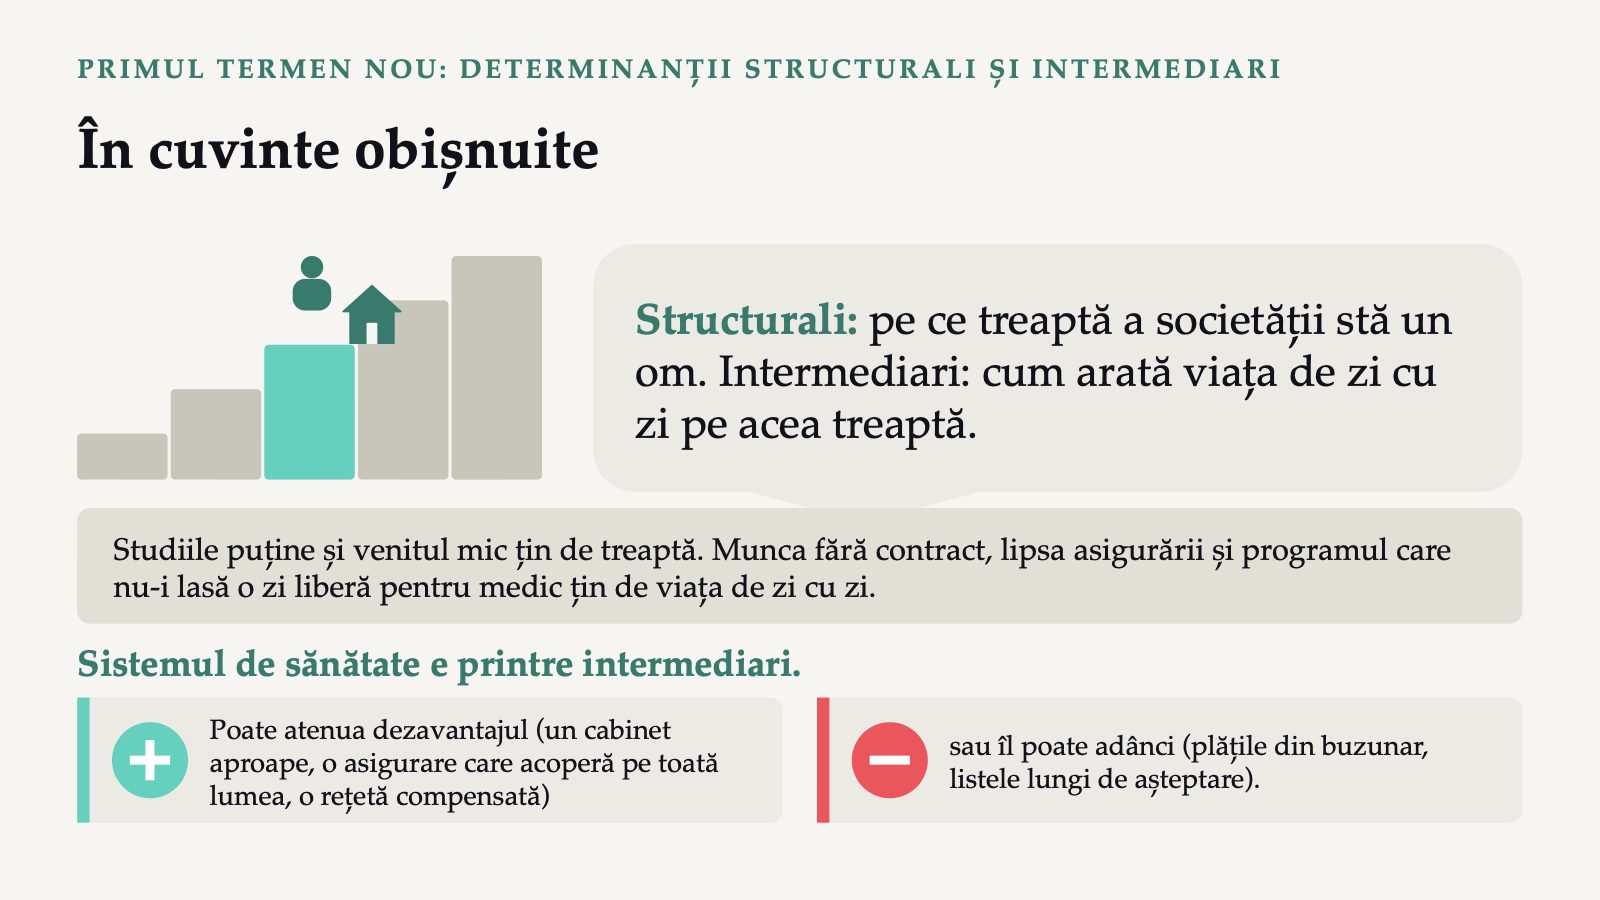 PRIMUL TERMEN NOU: DETERMINANȚII STRUCTURALI ȘI INTERMEDIARI
În cuvinte obișnuite
Structurali: pe ce treaptă a societății stă un
om. Intermediari: cum arată viața de zi cu
zi pe acea treaptă.
Studiile puține și venitul mic țin de treaptă. Munca fără contract, lipsa asigurării și programul care
nu-i lasă o zi liberă pentru medic țin de viața de zi cu zi.
Sistemul de sănătate e printre intermediari.
Poate atenua dezavantajul (un cabinet
aproape, o asigurare care acoperă pe toată
lumea, o rețetă compensată)
sau îl poate adânci (plățile din buzunar,
listele lungi de așteptare).